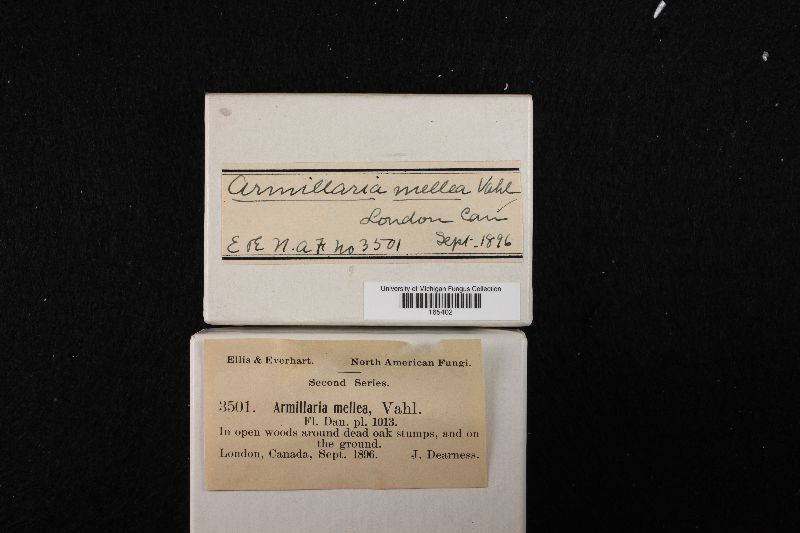 Armillaria mellea Vahl
London Can
E & E N. A. F. no 3501 Sept. 1896
University of Michigan Fungus Collection
165402
Ellis & Everhart. North American Fungi.
Second Series.
3501. Armillaria mellea, Vahl.
Fl. Dan. pl. 1013.
In open woods around dead oak stumps, and on
the ground.
London, Canada, Sept. 1896. J. Dearness.